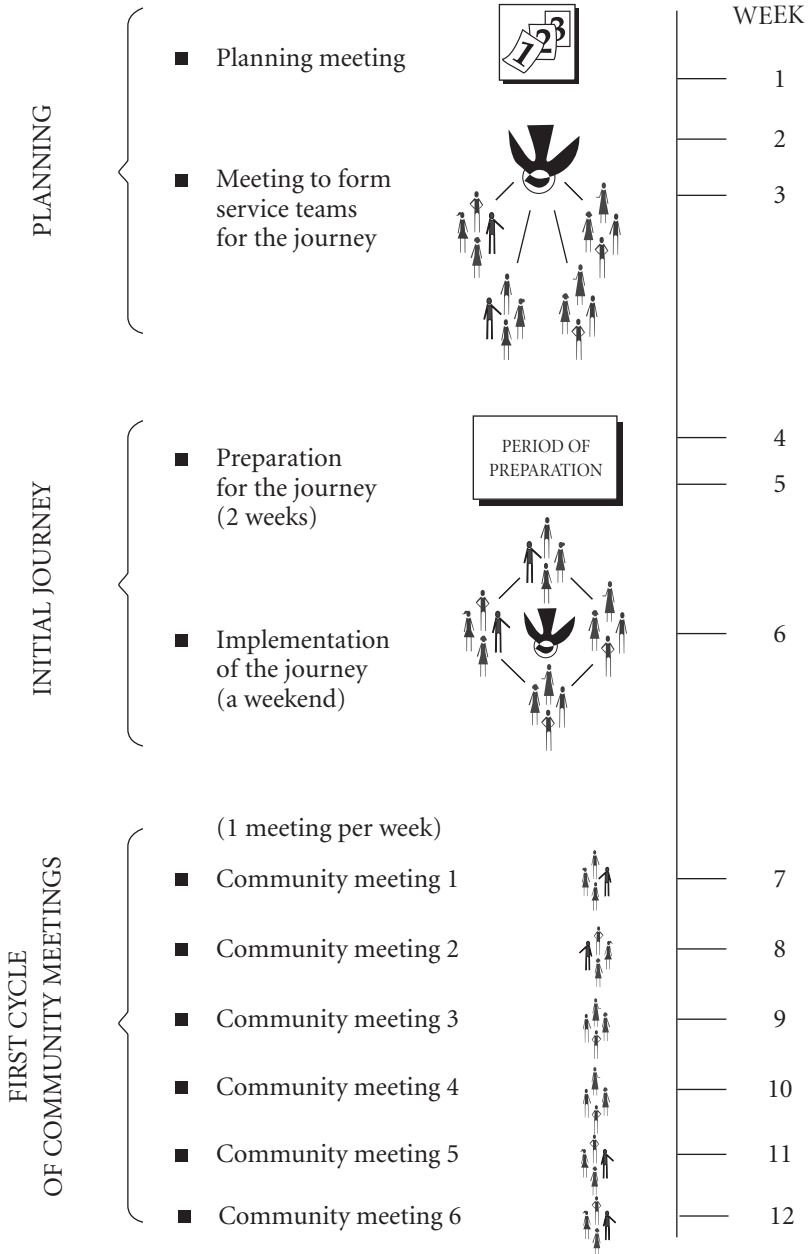 WEEK
PLANNING
■ Planning meeting
1
2
3
1
2
■ Meeting to form
service teams
for the journey
3
INITIAL JOURNEY
■ Preparation
for the journey
(2 weeks)
PERIOD OF
PREPARATION
4
5
■ Implementation
of the journey
(a weekend)
6
FIRST CYCLE
OF COMMUNITY MEETINGS
(1 meeting per week)
■ Community meeting 1
7
■ Community meeting 2
8
■ Community meeting 3
9
■ Community meeting 4
10
■ Community meeting 5
11
■ Community meeting 6
12